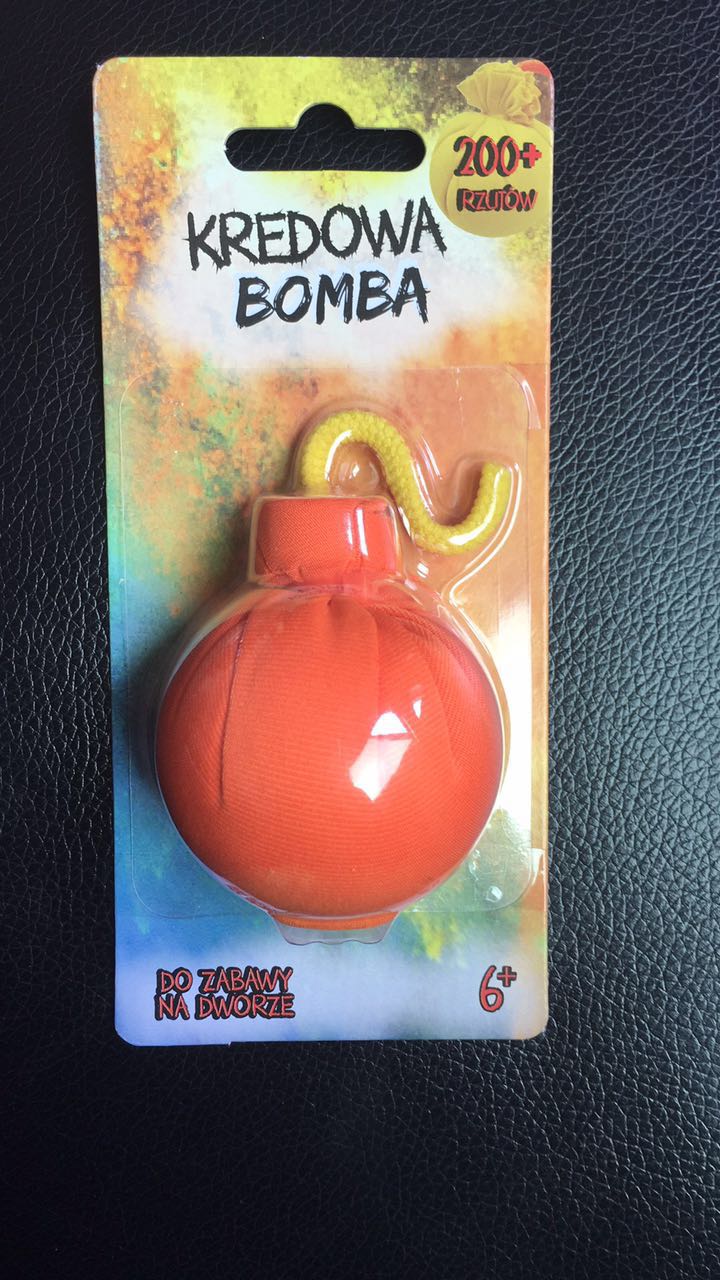 200+
RZUTÓW
KREDOWA
BOMBA
DO ZABAWY
NA DWORZE
6+